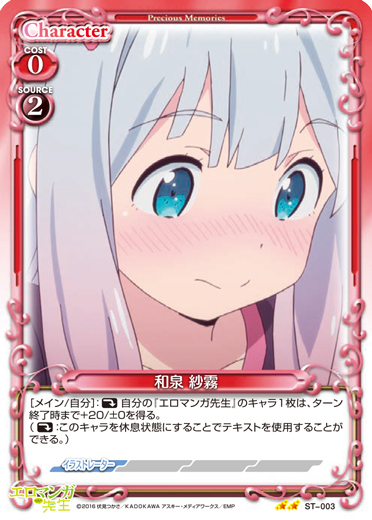 Precious Memories
Character
COST
0
SOURCE
2
和泉 紗霧
[メイン/自分]: 自分の『エロマンガ先生』のキャラ1枚は、ターン
終了時まで+20/±0を得る。
( :このキャラを休息状態にすることでテキストを使用することが
できる。)
イラストレーター
エロマンガ
先生
ST-003
©2016 伏見つかさ/KADOKAWA アスキー・メディアワークス/EMP